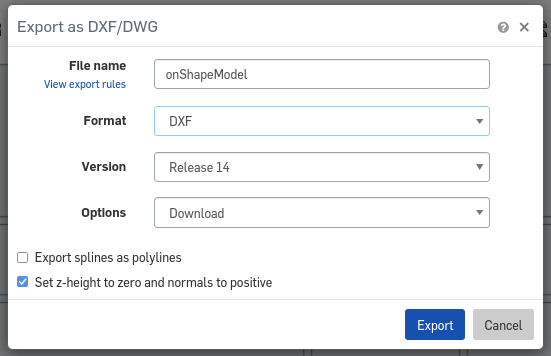 Export as DXF/DWG
File name
onShapeModel
View export rules
Format
DXF
Version
Release 14
Options
Download
Export splines as polylines
Set z-height to zero and normals to positive
Export
Cancel